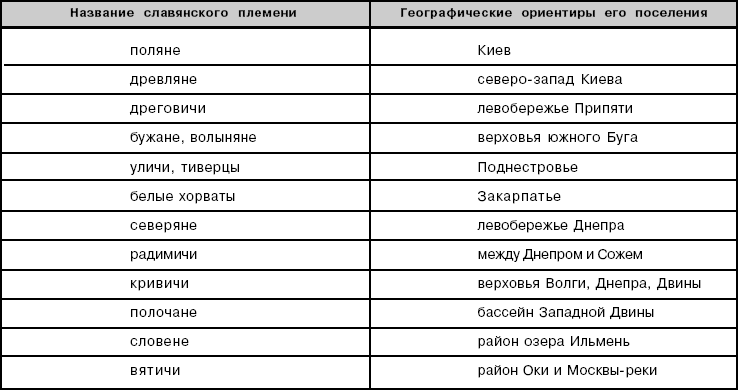 Название славянского племени Географические ориентиры его поселения
поляне Киев
древляне северо-запад Киева
дреговичи левобережье Припяти
бужане, волыняне верховья южного Буга
уличи, тиверцы Поднестровье
белые хорваты Закарпатье
северяне левобережье Днепра
радимичи между Днепром и Сожем
кривичи верховья Волги, Днепра, Двины
полочане бассейн Западной Двины
словене район озера Ильмень
вятичи район Оки и Москвы-реки